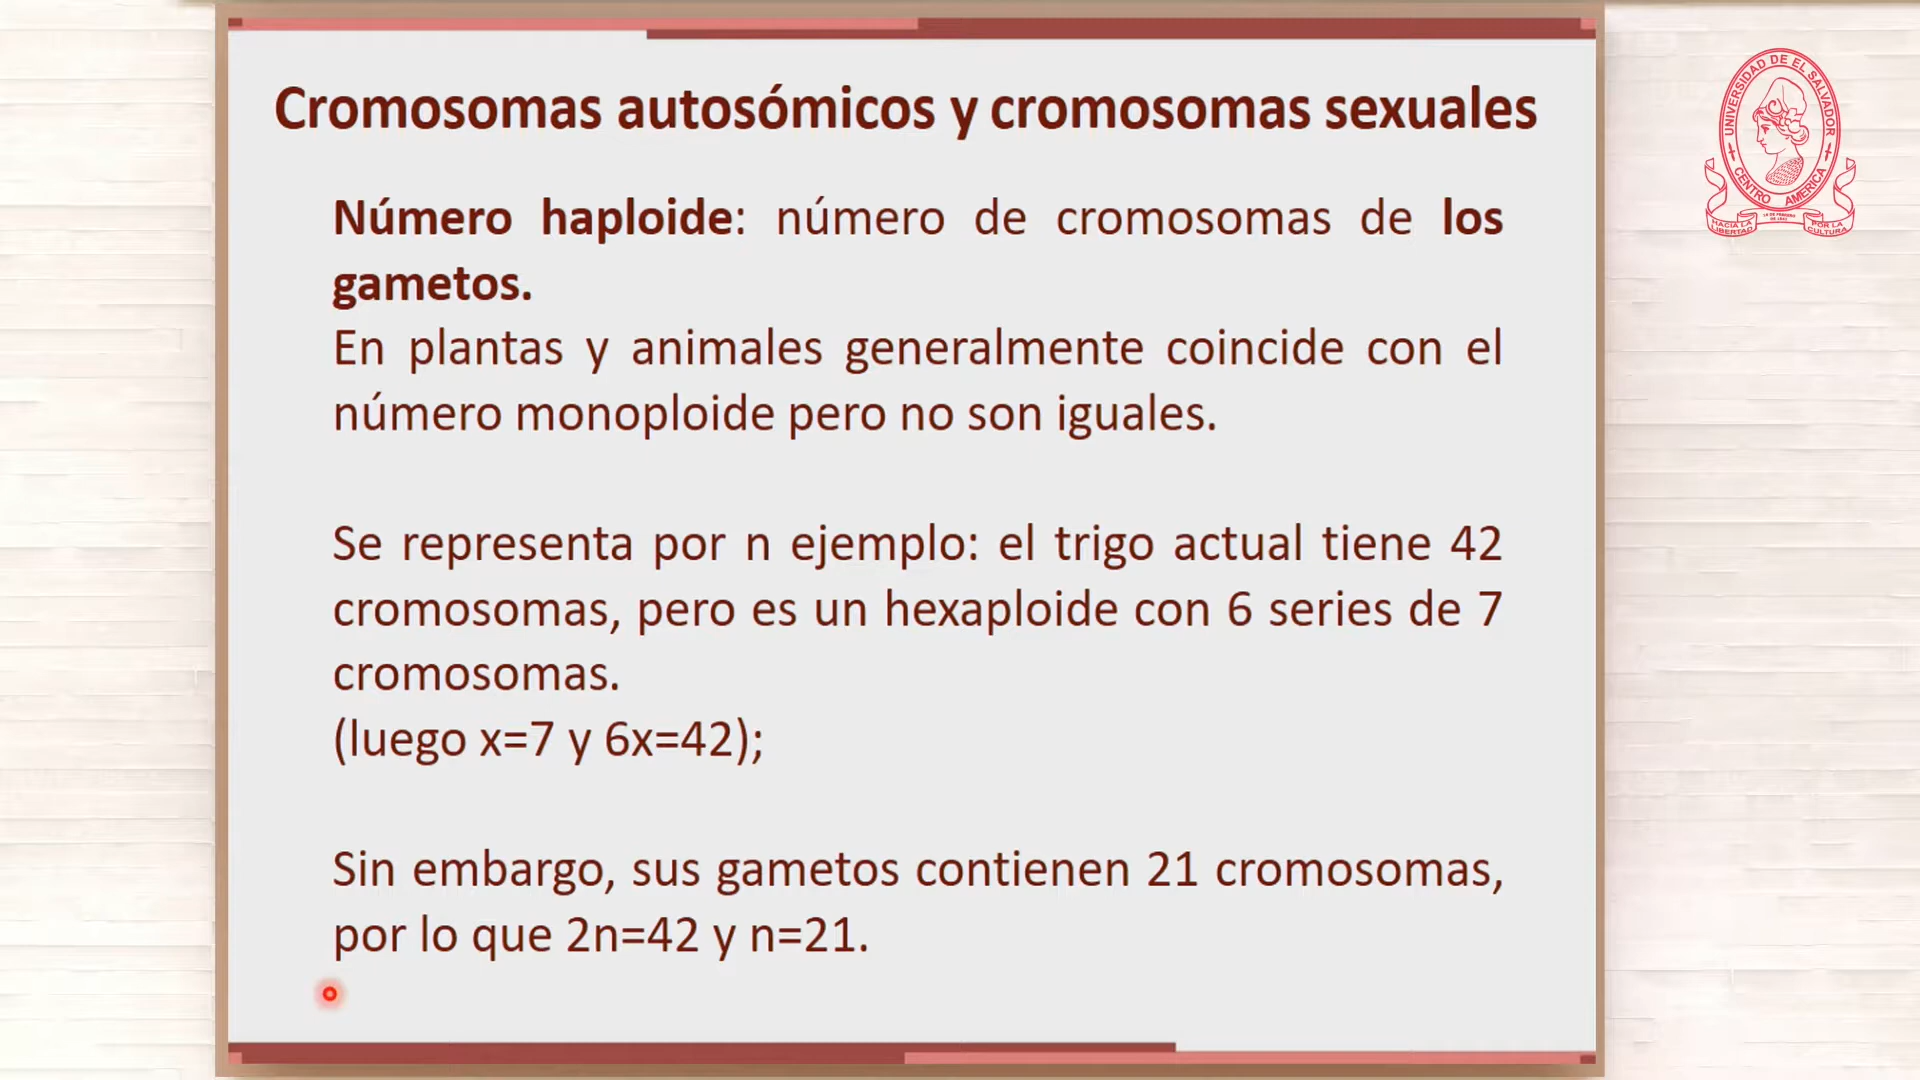 Cromosomas autosómicos y cromosomas sexuales
Número haploide: número de cromosomas de los
gametos.
En plantas y animales generalmente coincide con el
número monoploide pero no son iguales.
Se representa por n ejemplo: el trigo actual tiene 42
cromosomas, pero es un hexaploide con 6 series de 7
cromosomas.
(luego x=7 y 6x=42);
Sin embargo, sus gametos contienen 21 cromosomas,
por lo que 2n=42 y n=21.
UNIVERSIDAD DE EL SALVADOR
CENTRO AMERICA
HACIA LA
LIBERTAD
POR LA
CULTURA